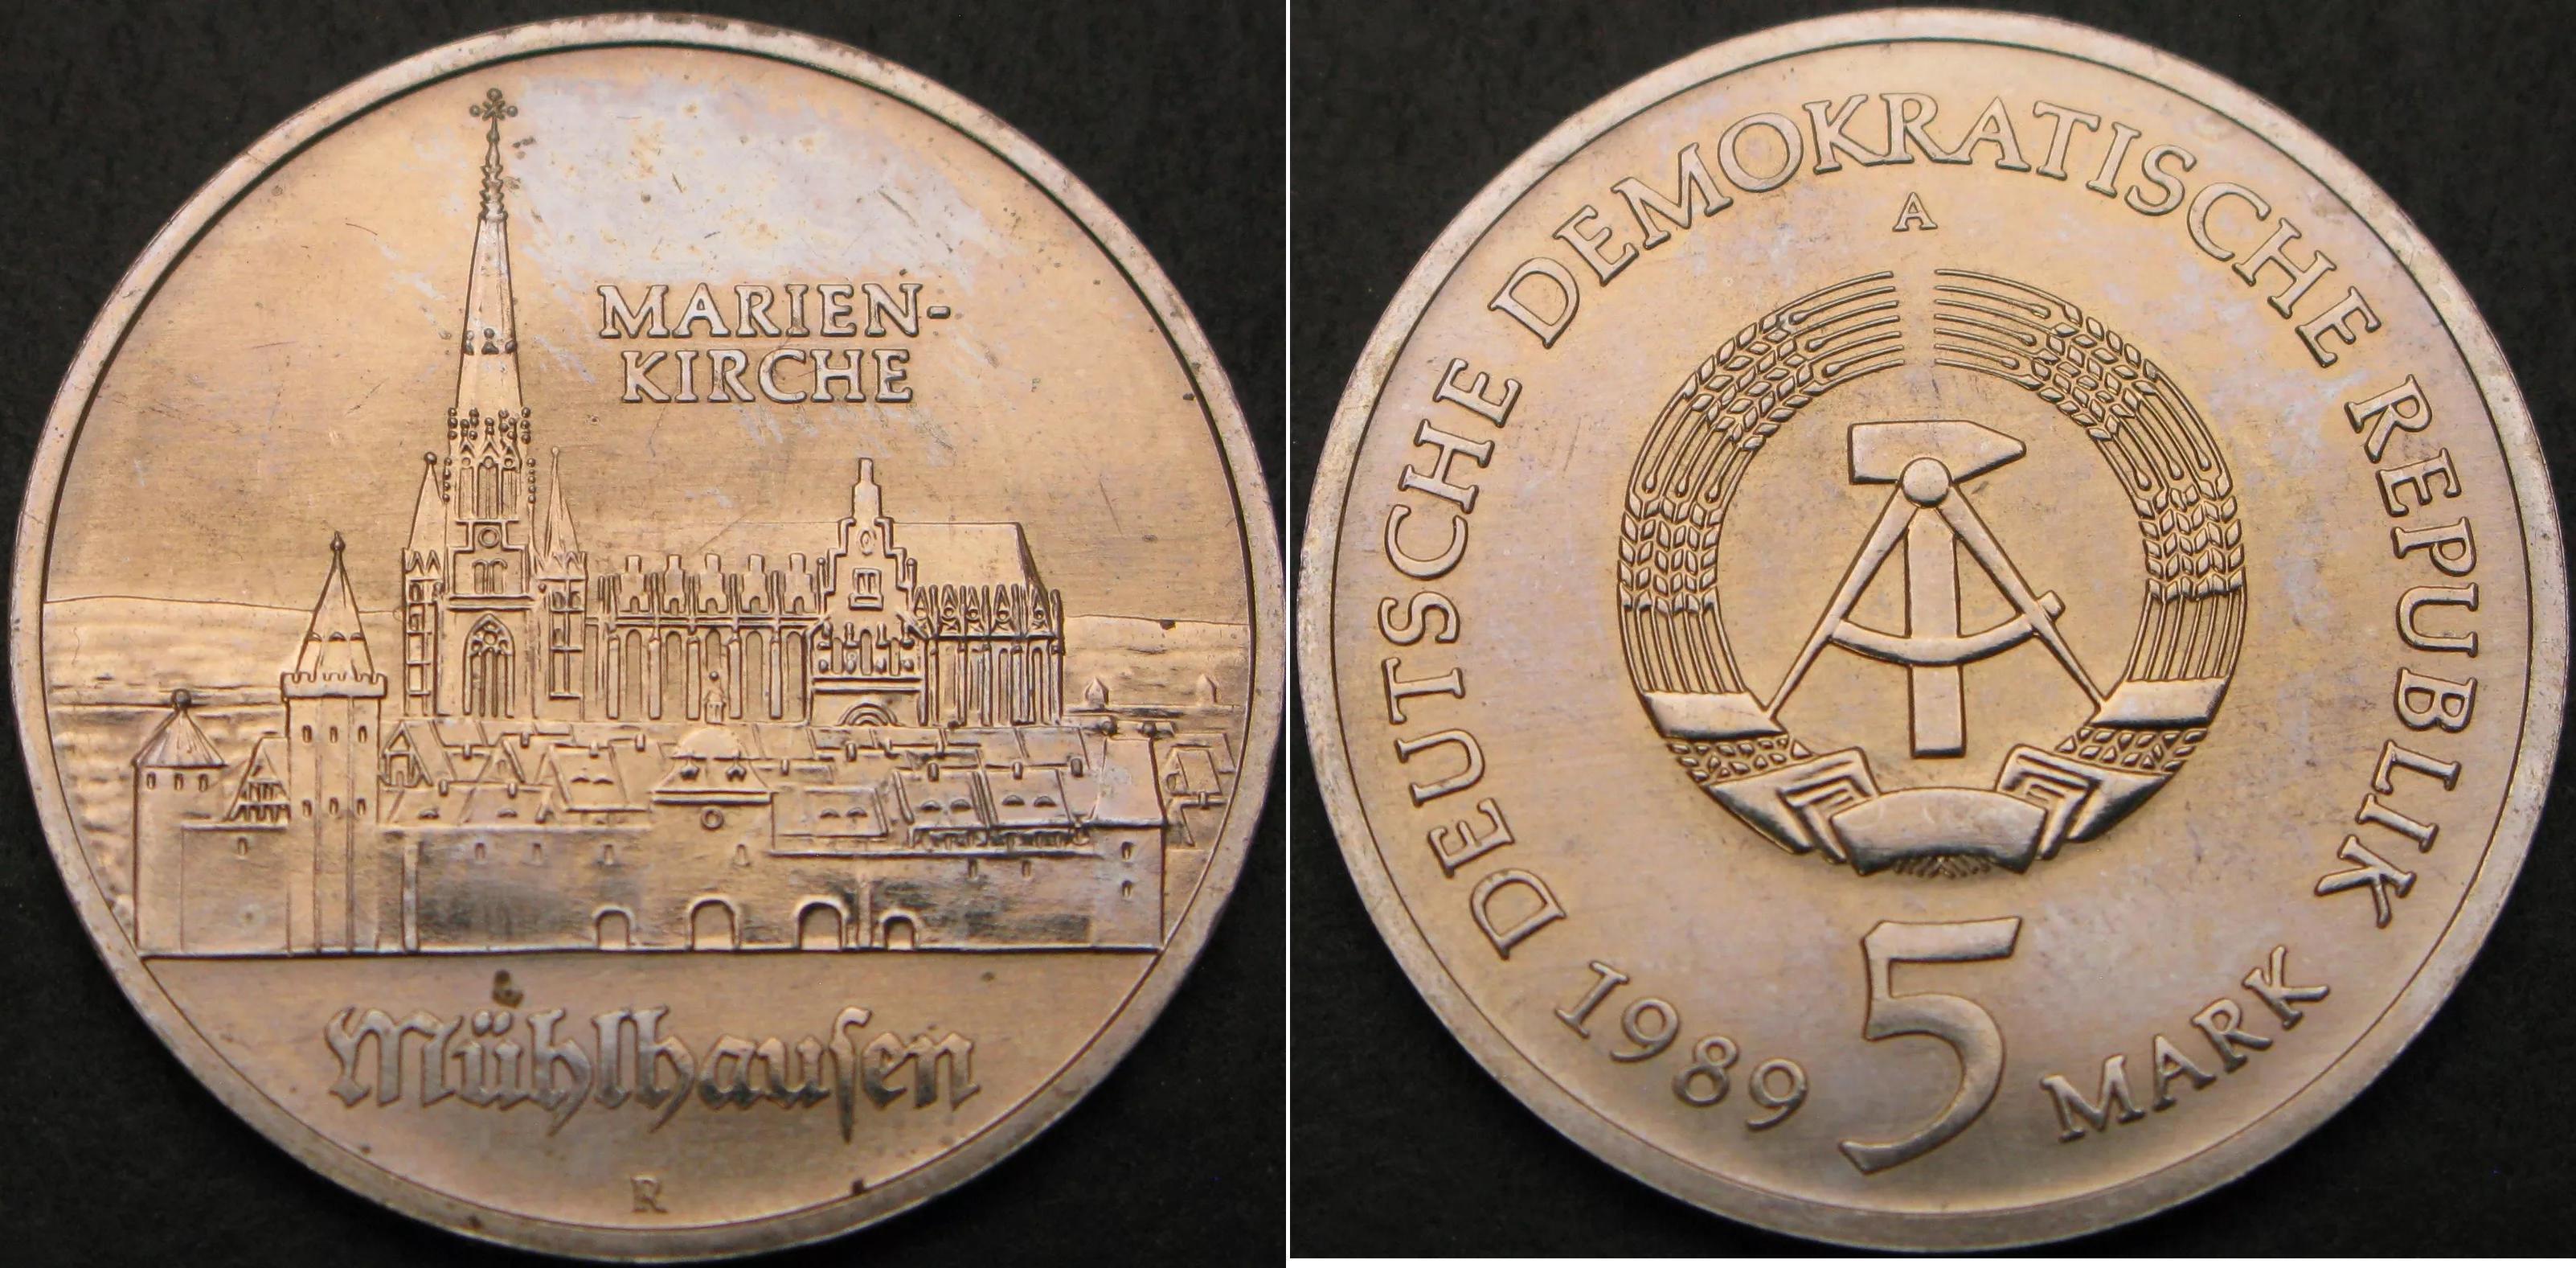 MARIEN-
KIRCHE
Mühlhauſen
R
DEUTSCHE DEMOKRATISCHE REPUBLIK
A
1989 5 MARK